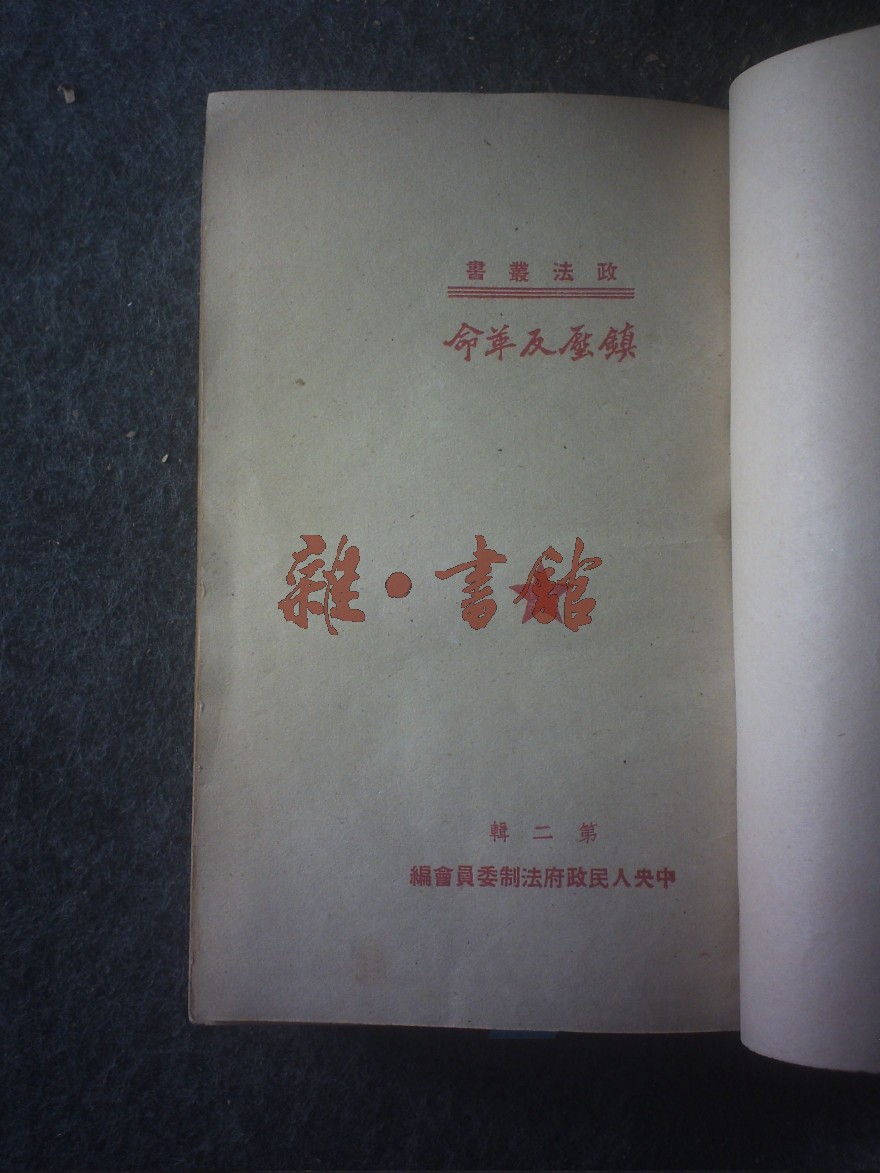 政法叢書
鎮壓反革命
雜·書舘
第二輯
中央人民政府法制委員會編